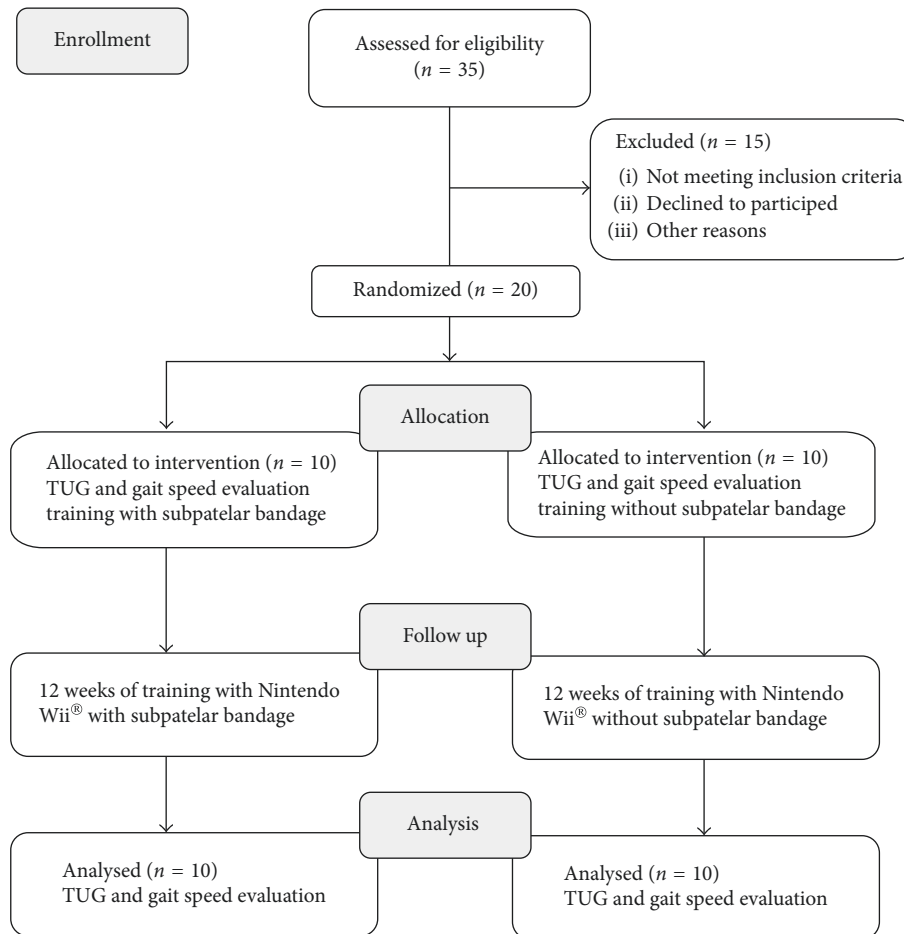 Enrollment
Assessed for eligibility
(n = 35)
Excluded (n = 15)
(i) Not meeting inclusion criteria
(ii) Declined to participed
(iii) Other reasons
Randomized (n = 20)
Allocation
Allocated to intervention (n = 10)
TUG and gait speed evaluation
training with subpatelar bandage
Allocated to intervention (n = 10)
TUG and gait speed evaluation
training without subpatelar bandage
Follow up
12 weeks of training with Nintendo
Wii® with subpatelar bandage
12 weeks of training with Nintendo
Wii® without subpatelar bandage
Analysis
Analysed (n = 10)
TUG and gait speed evaluation
Analysed (n = 10)
TUG and gait speed evaluation